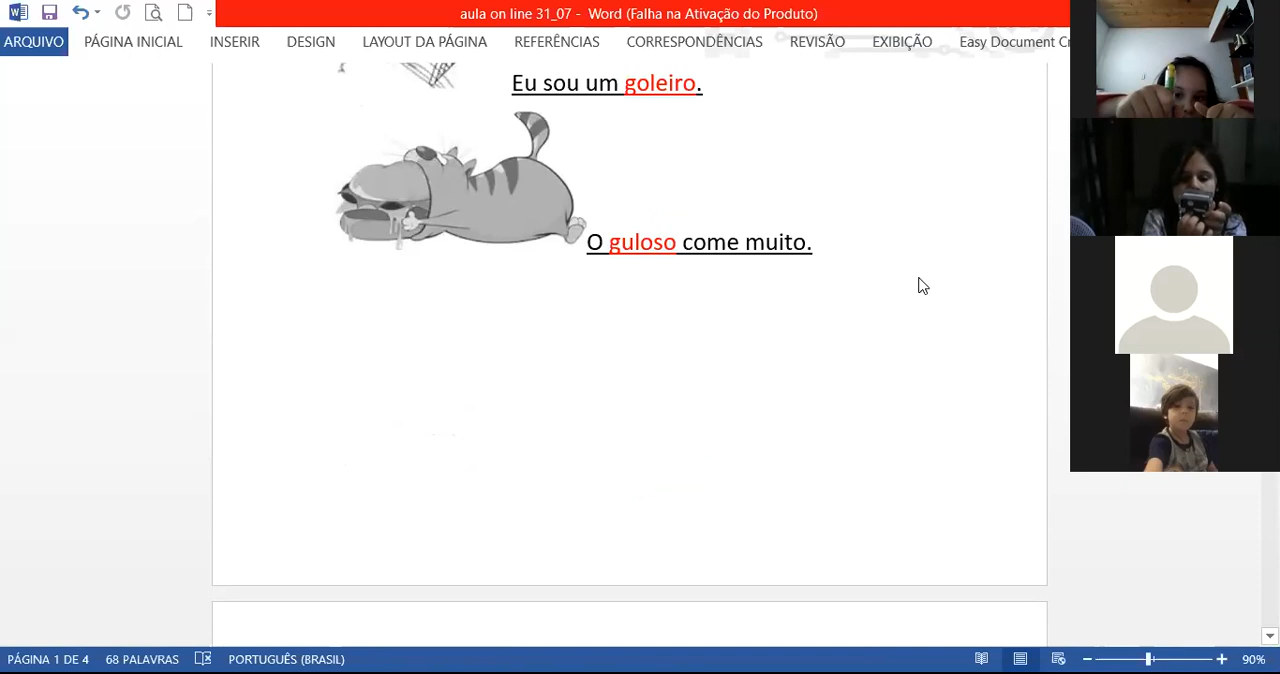 aula on line 31_07 - Word (Falha na Ativação do Produto)
ARQUIVO PÁGINA INICIAL INSERIR DESIGN LAYOUT DA PÁGINA REFERÊNCIAS CORRESPONDÊNCIAS REVISÃO EXIBIÇÃO Easy Document Cr
Eu sou um goleiro.
O guloso come muito.
PÁGINA 1 DE 4 68 PALAVRAS PORTUGUÊS (BRASIL) 90%